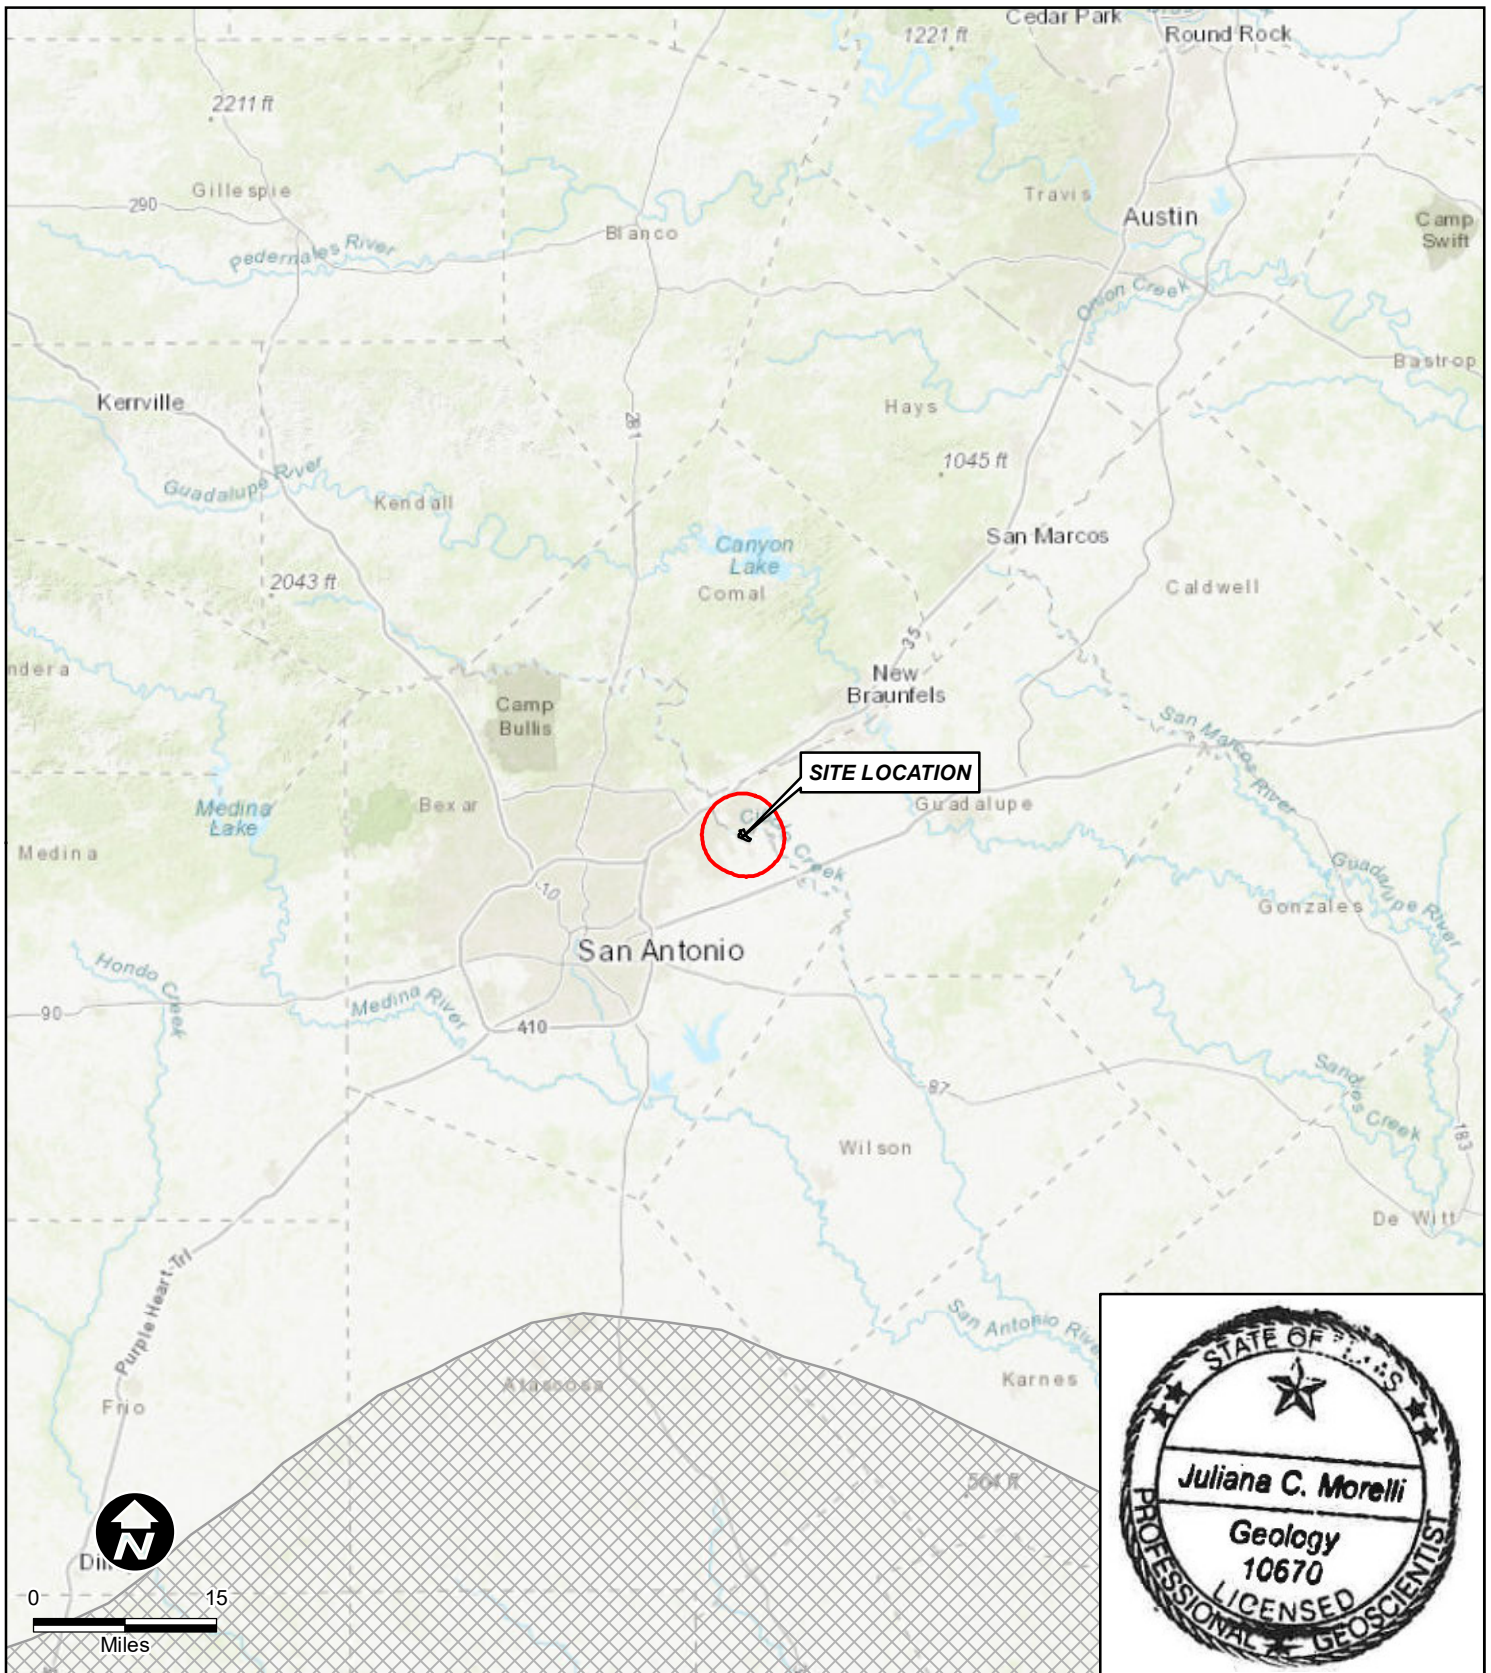 Cedar Park
Round Rock
1221 ft
2211 ft
Gillespie
290
Travis
Austin
Camp
Swift
Blanco
Pedernales River
Onion Creek
Bastrop
Kerrville
281
Hays
1045 ft
Guadalupe River
Kendall
San Marcos
Canyon
Lake
2043 ft
Comal
Caldwell
35
ndera
New
Braunfels
Camp
Bullis
San Marcos River
SITE LOCATION
Medina
Lake
Bexar
Guadalupe
Creek
Medina
Guadalupe River
10
Gonzales
San Antonio
Hondo Creek
Medina River
90
410
Sandies Creek
87
183
Wilson
De Witt
Purple Heart Trl
San Antonio River
Atascosa
Karnes
Frio
564 ft
N
0 15
Miles
STATE OF
Juliana C. Morelli
Geology
10670
LICENSED
PROFESSIONAL GEOSCIENTIST